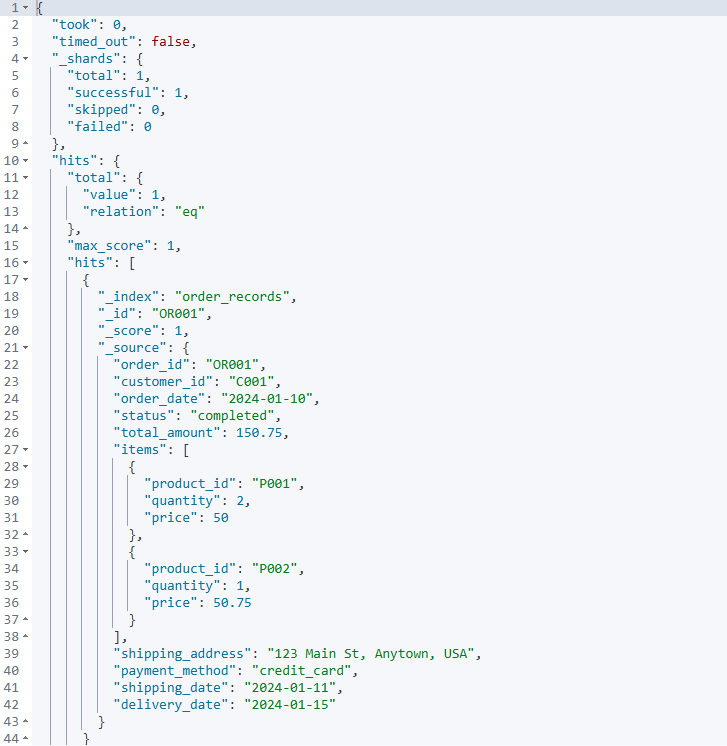 1 {
2 "took": 0,
3 "timed_out": false,
4 "_shards": {
5 "total": 1,
6 "successful": 1,
7 "skipped": 0,
8 "failed": 0
9 },
10 "hits": {
11 "total": {
12 "value": 1,
13 "relation": "eq"
14 },
15 "max_score": 1,
16 "hits": [
17 {
18 "_index": "order_records",
19 "_id": "OR001",
20 "_score": 1,
21 "_source": {
22 "order_id": "OR001",
23 "customer_id": "C001",
24 "order_date": "2024-01-10",
25 "status": "completed",
26 "total_amount": 150.75,
27 "items": [
28 {
29 "product_id": "P001",
30 "quantity": 2,
31 "price": 50
32 },
33 {
34 "product_id": "P002",
35 "quantity": 1,
36 "price": 50.75
37 }
38 ],
39 "shipping_address": "123 Main St, Anytown, USA",
40 "payment_method": "credit_card",
41 "shipping_date": "2024-01-11",
42 "delivery_date": "2024-01-15"
43 }
44 }